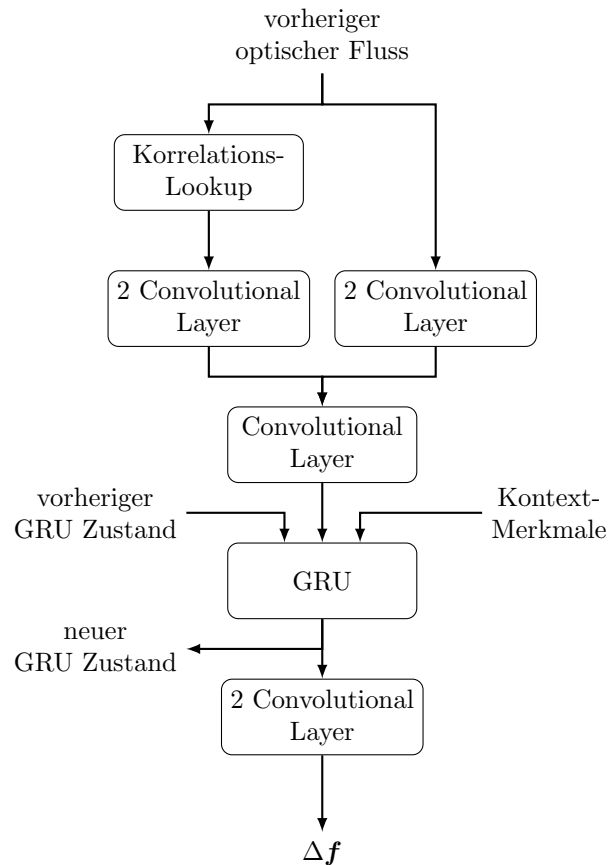 vorheriger
optischer Fluss
Korrelations-
Lookup
2 Convolutional
Layer
2 Convolutional
Layer
Convolutional
Layer
vorheriger
GRU Zustand
Kontext-
Merkmale
GRU
neuer
GRU Zustand
2 Convolutional
Layer
Δf